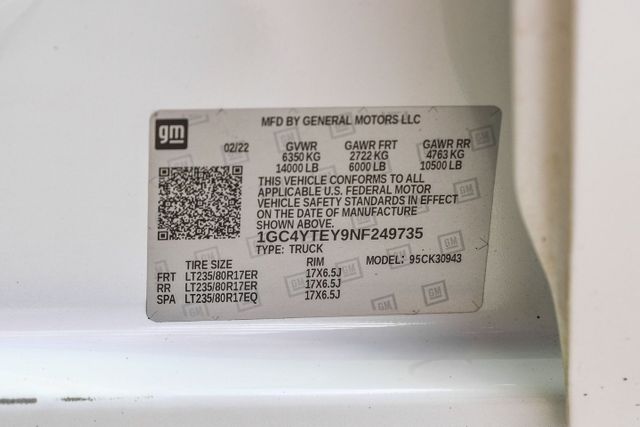 gm
MFD BY GENERAL MOTORS LLC
02/22 GVWR GAWR FRT GAWR RR
6350 KG 2722 KG 4763 KG
14000 LB 6000 LB 10500 LB
THIS VEHICLE CONFORMS TO ALL
APPLICABLE U.S. FEDERAL MOTOR
VEHICLE SAFETY STANDARDS IN EFFECT
ON THE DATE OF MANUFACTURE
SHOWN ABOVE.
1GC4YTEY9NF249735
TYPE: TRUCK
TIRE SIZE RIM MODEL: 95CK30943
FRT LT235/80R17ER 17X6.5J
RR LT235/80R17ER 17X6.5J
SPA LT235/80R17EQ 17X6.5J